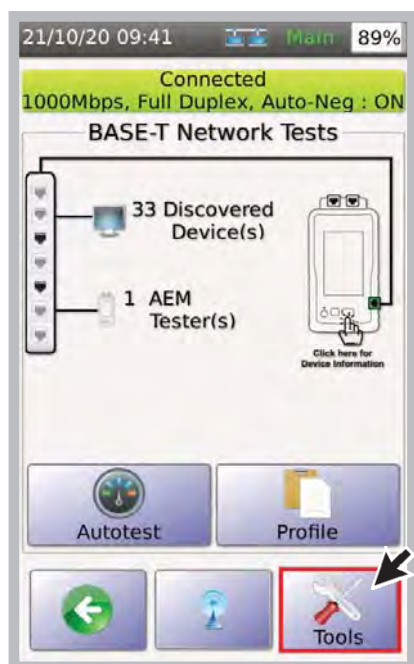 21/10/20 09:41 Main 89%
Connected
1000Mbps, Full Duplex, Auto-Neg : ON
BASE-T Network Tests
33 Discovered
Device(s)
1 AEM
Tester(s)
Click here for
Device Information
Autotest Profile
Tools